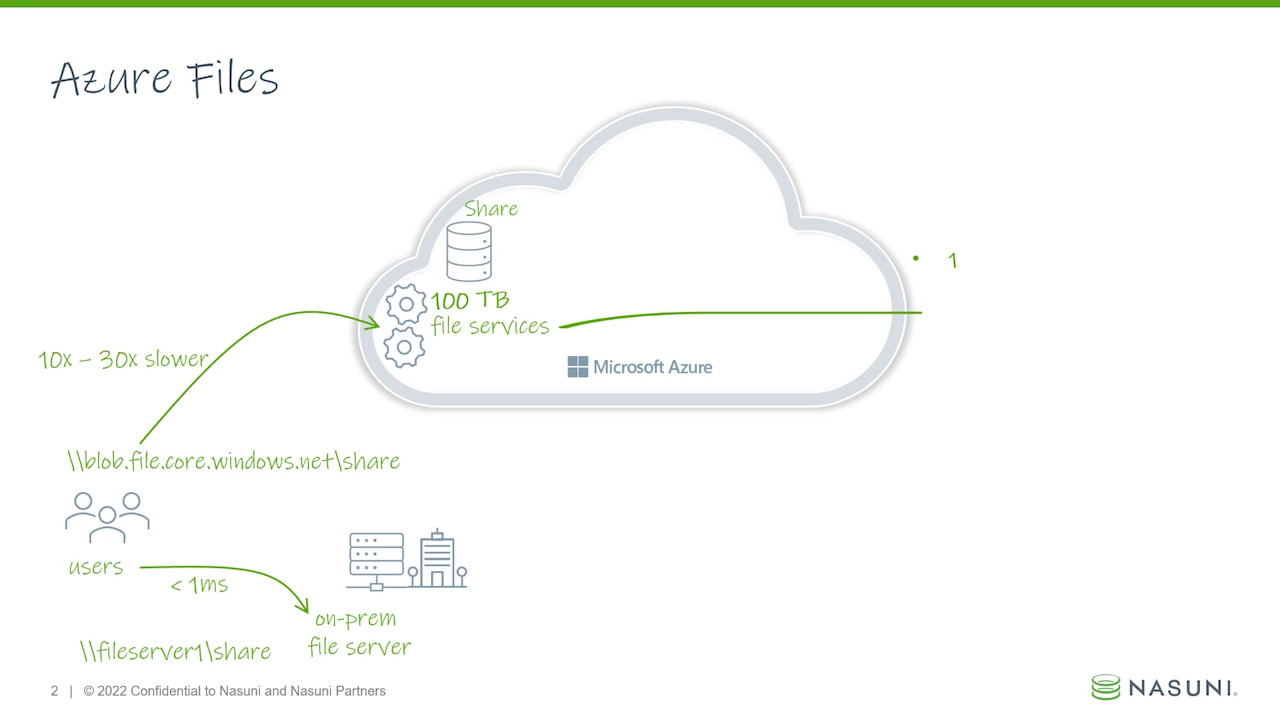 Azure Files
Share
100 TB
file services
• 1
Microsoft Azure
10x – 30x slower
\\blob.file.core.windows.net\share
users
< 1ms
on-prem
file server
\\fileserver1\share
2 | © 2022 Confidential to Nasuni and Nasuni Partners
NASUNI.